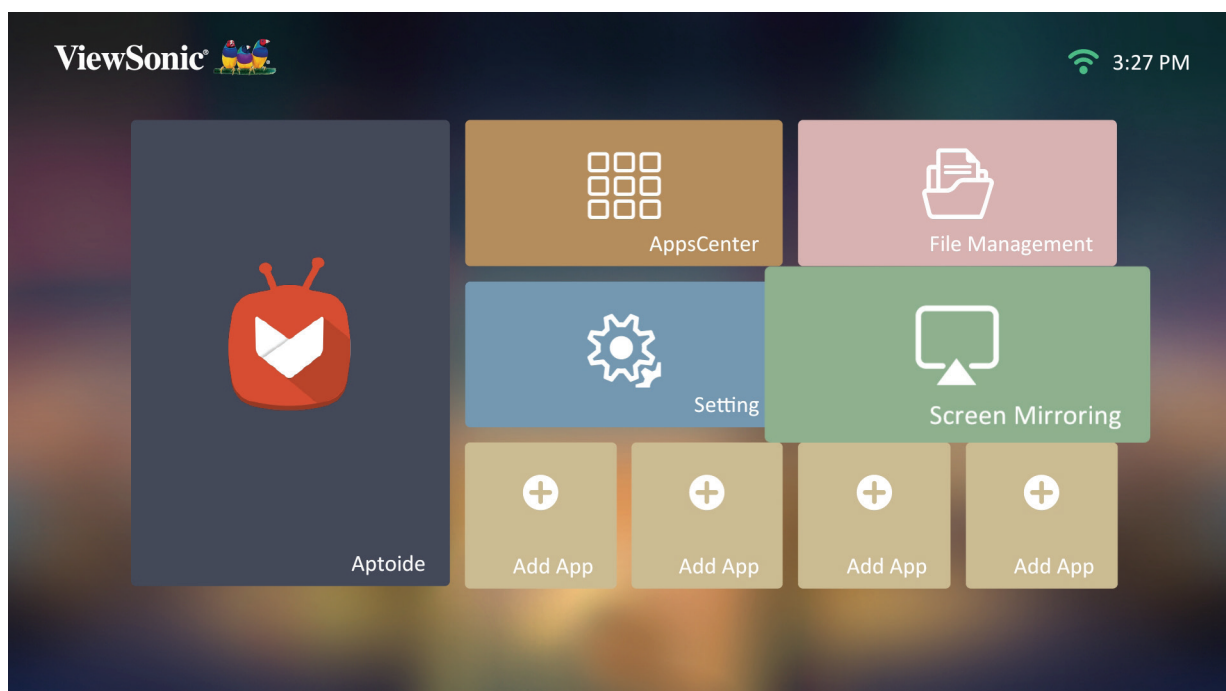 ViewSonic®
3:27 PM
AppsCenter
File Management
Setting
Screen Mirroring
Aptoide
Add App
Add App
Add App
Add App